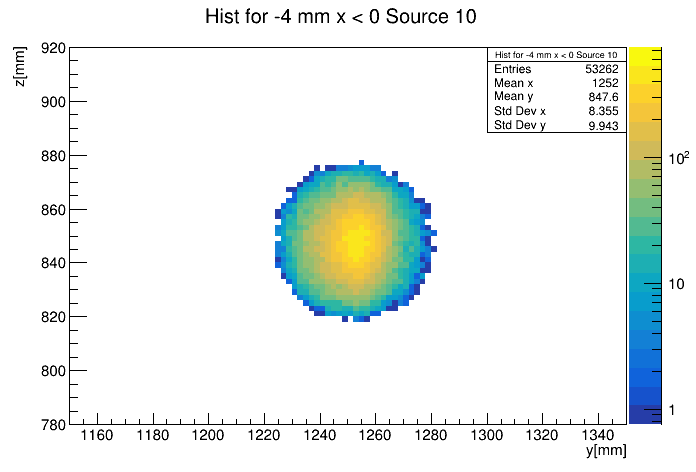 Hist for -4 mm x < 0 Source 10
z[mm]
920
900
880
860
840
820
800
780
1160
1180
1200
1220
1240
1260
1280
1300
1320
1340
y[mm]
Hist for -4 mm x < 0 Source 10
Entries 53262
Mean x 1252
Mean y 847.6
Std Dev x 8.355
Std Dev y 9.943
10²
10
1